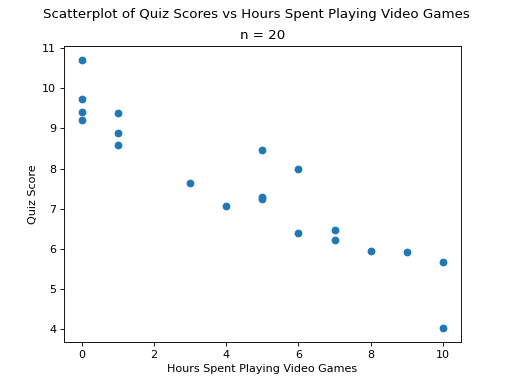 Scatterplot of Quiz Scores vs Hours Spent Playing Video Games
n = 20
11
10
9
8
7
6
5
4
Quiz Score
0 2 4 6 8 10
Hours Spent Playing Video Games